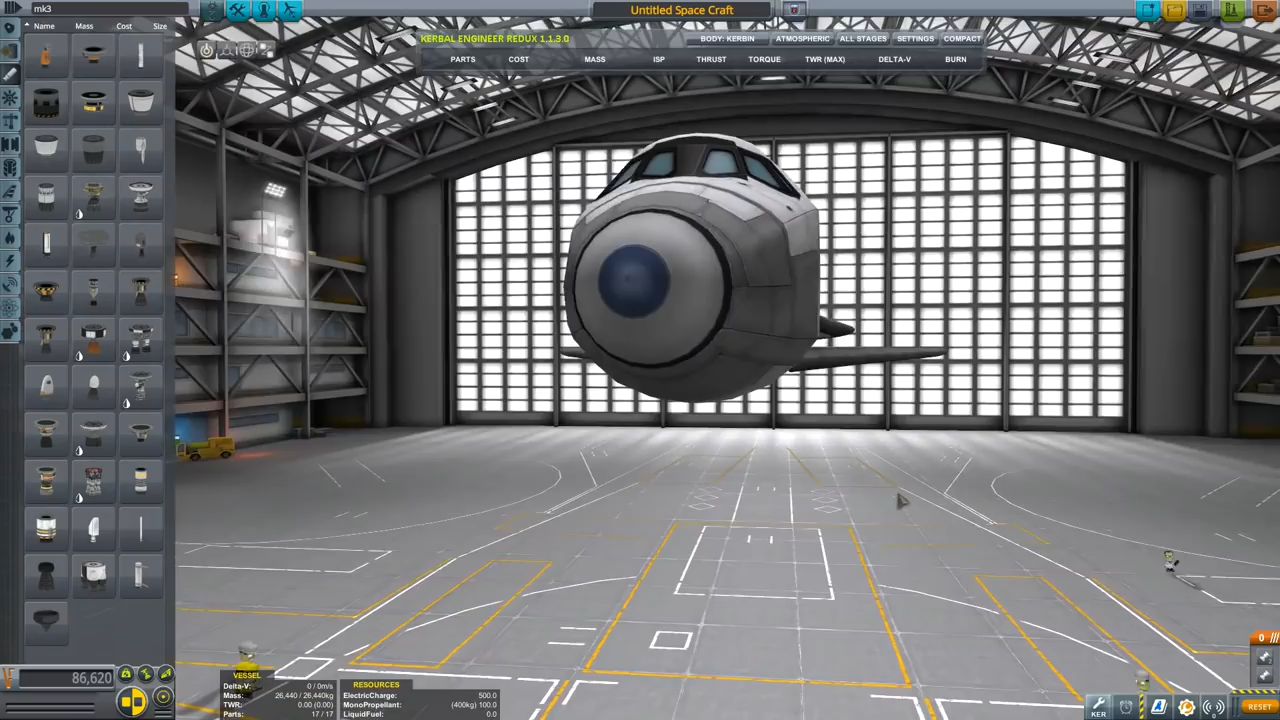 mk3
Untitled Space Craft
Name Mass Cost Size
KERBAL ENGINEER REDUX 1.1.3.0 BODY: KERBIN ATMOSPHERIC ALL STAGES SETTINGS COMPACT
PARTS COST MASS ISP THRUST TORQUE TWR (MAX) DELTA-V BURN
0
86,620
VESSEL
Delta-V: 0 / 0m/s
Mass: 26,440 / 26,440kg
TWR: 0.00 (0.00)
Parts: 17 / 17
RESOURCES
ElectricCharge: 500.0
MonoPropellant: (400kg) 100.0
LiquidFuel: 0.0
KER
RESET